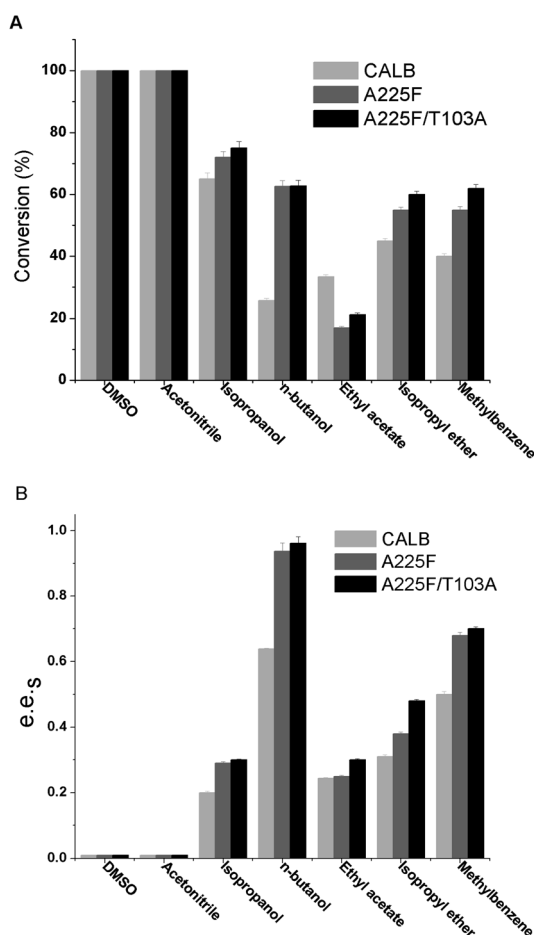 A
CALB
A225F
A225F/T103A
Conversion (%)
100
80
60
40
20
0
DMSO
Acetonitrile
Isopropanol
n-butanol
Ethyl acetate
Isopropyl ether
Methylbenzene
B
CALB
A225F
A225F/T103A
e.e.s
1.0
0.8
0.6
0.4
0.2
0.0
DMSO
Acetonitrile
Isopropanol
n-butanol
Ethyl acetate
Isopropyl ether
Methylbenzene